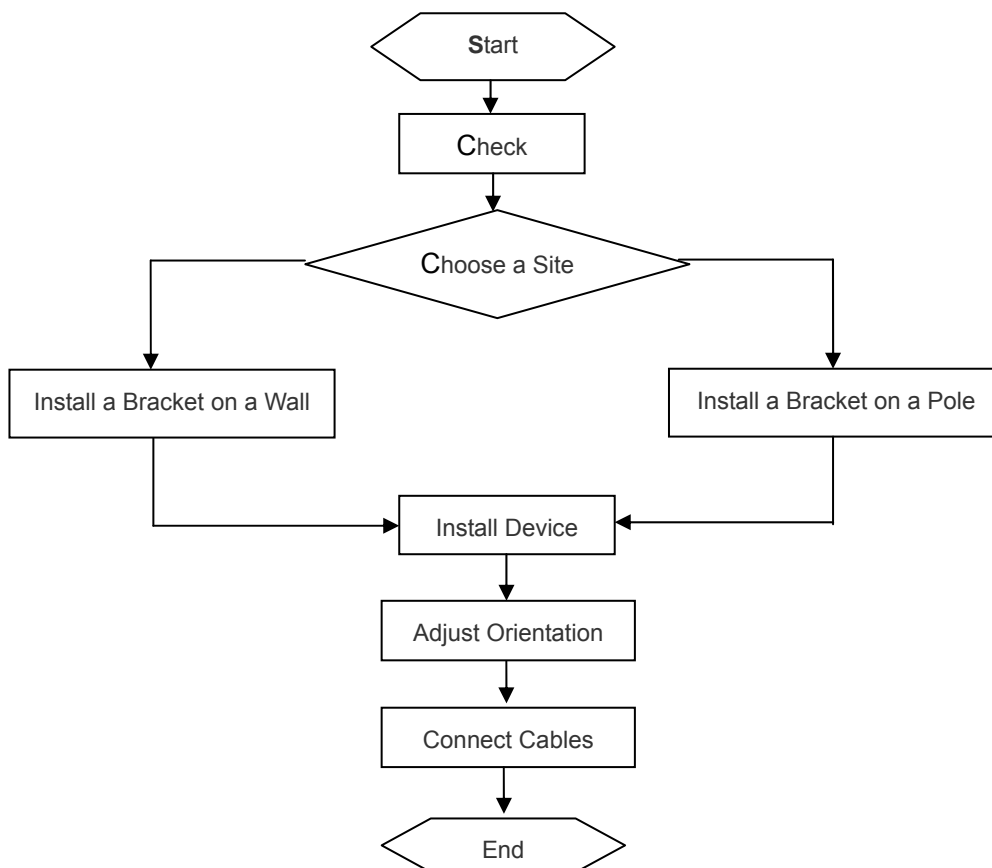 Start
Check
Choose a Site
Install a Bracket on a Wall
Install a Bracket on a Pole
Install Device
Adjust Orientation
Connect Cables
End